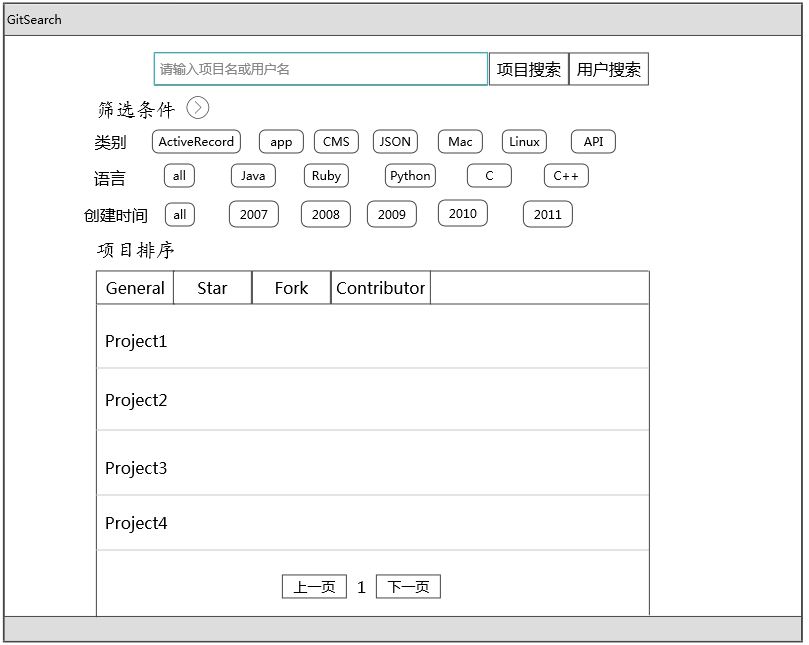 GitSearch
请输入项目名或用户名 项目搜索 用户搜索
筛选条件
类别 ActiveRecord app CMS JSON Mac Linux API
语言 all Java Ruby Python C C++
创建时间 all 2007 2008 2009 2010 2011
项目排序
General Star Fork Contributor
Project1
Project2
Project3
Project4
上一页 1 下一页